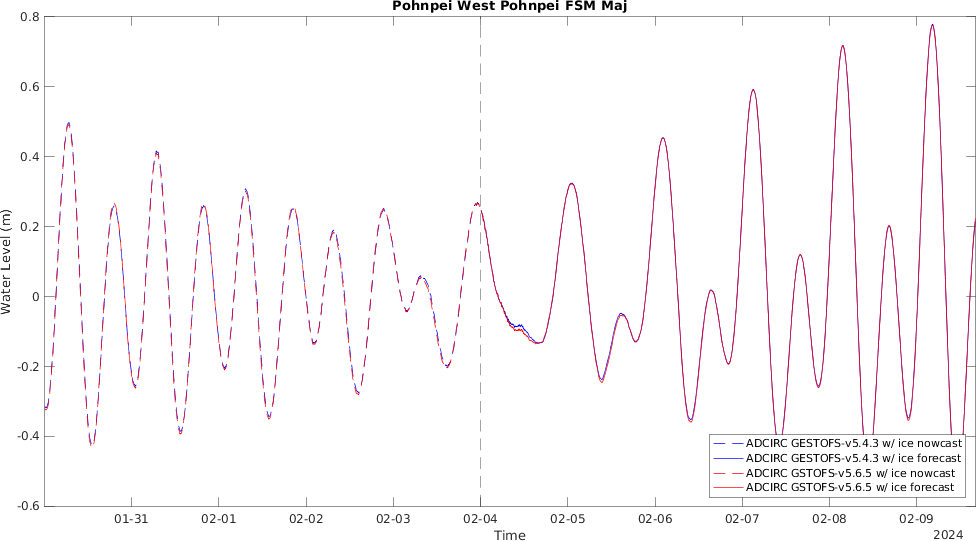 Pohnpei West Pohnpei FSM Maj
Water Level (m)
0.8
0.6
0.4
0.2
0
-0.2
-0.4
-0.6
ADCIRC GESTOFS-v5.4.3 w/ ice nowcast
ADCIRC GESTOFS-v5.4.3 w/ ice forecast
ADCIRC GSTOFS-v5.6.5 w/ ice nowcast
ADCIRC GSTOFS-v5.6.5 w/ ice forecast
01-31 02-01 02-02 02-03 02-04 02-05 02-06 02-07 02-08 02-09
Time
2024